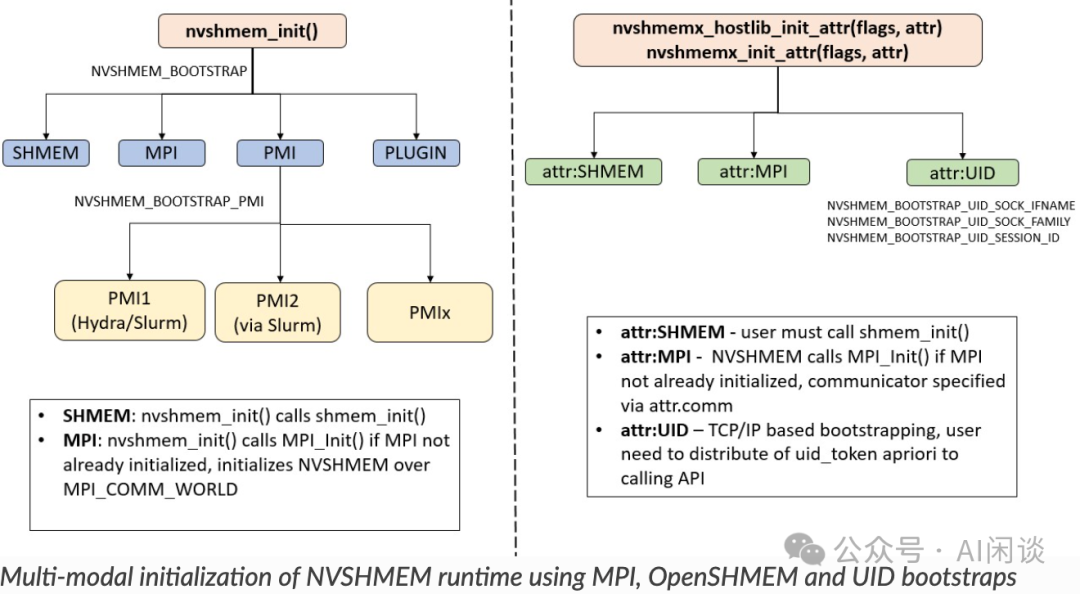 nvshmem_init()
NVSHMEM_BOOTSTRAP
SHMEM
MPI
PMI
PLUGIN
NVSHMEM_BOOTSTRAP_PMI
PMI1
(Hydra/Slurm)
PMI2
(via Slurm)
PMIx
• SHMEM: nvshmem_init() calls shmem_init()
• MPI: nvshmem_init() calls MPI_Init() if MPI not
already initialized, initializes NVSHMEM over
MPI_COMM_WORLD
nvshmemx_hostlib_init_attr(flags, attr)
nvshmemx_init_attr(flags, attr)
attr:SHMEM
attr:MPI
attr:UID
NVSHMEM_BOOTSTRAP_UID_SOCK_IFNAME
NVSHMEM_BOOTSTRAP_UID_SOCK_FAMILY
NVSHMEM_BOOTSTRAP_UID_SESSION_ID
• attr:SHMEM - user must call shmem_init()
• attr:MPI - NVSHMEM calls MPI_Init() if MPI
not already initialized, communicator specified
via attr.comm
• attr:UID – TCP/IP based bootstrapping, user
need to distribute of uid_token apriori to
calling API
公众号 · AI闲谈
Multi-modal initialization of NVSHMEM runtime using MPI, OpenSHMEM and UID bootstraps